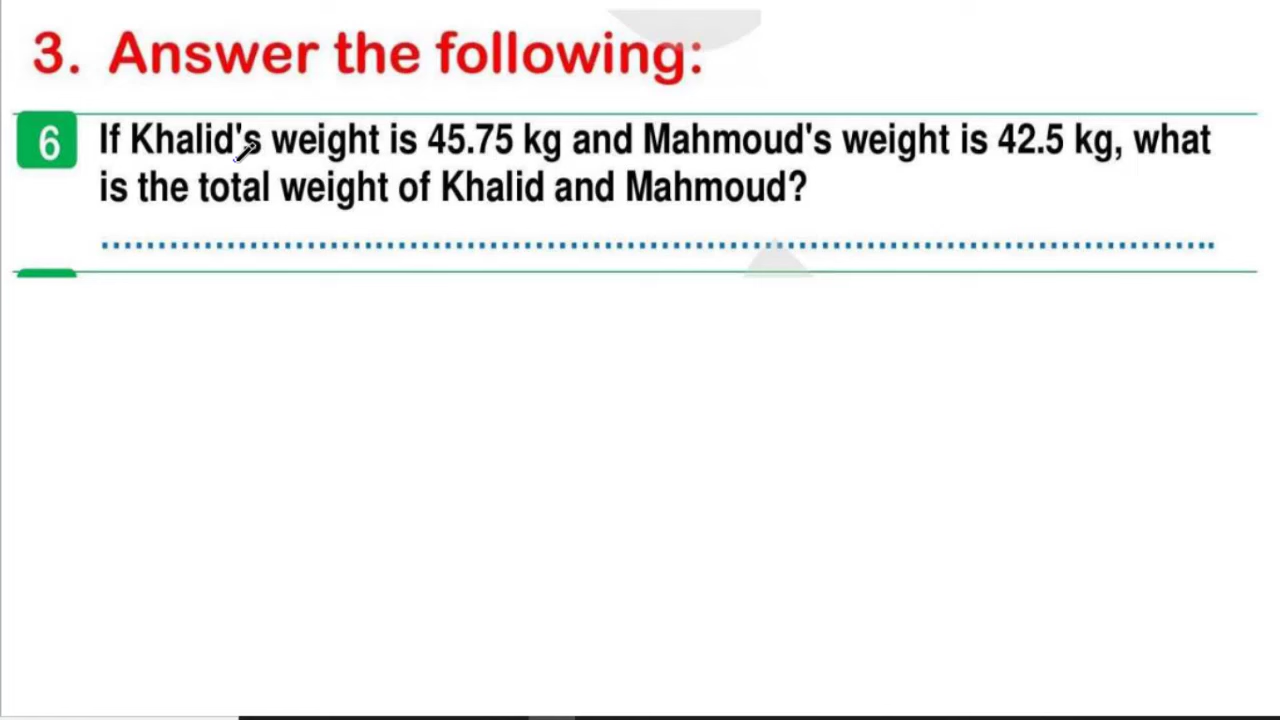 3. Answer the following:
6 If Khalid's weight is 45.75 kg and Mahmoud's weight is 42.5 kg, what
is the total weight of Khalid and Mahmoud?